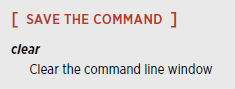 [ SAVE THE COMMAND ]
clear
Clear the command line window